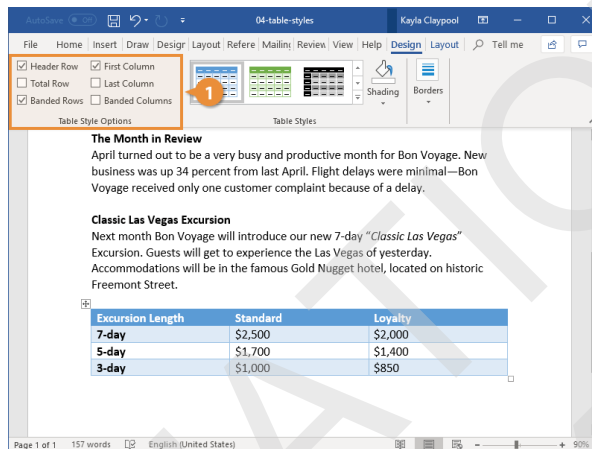 AutoSave Off 04-table-styles Kayla Claypool
File Home Insert Draw Desigr Layout Refere Mailing Review View Help Design Layout Tell me
Header Row First Column
Total Row Last Column
Banded Rows Banded Columns
Table Style Options
1
Table Styles
Shading
Borders
The Month in Review
April turned out to be a very busy and productive month for Bon Voyage. New
business was up 34 percent from last April. Flight delays were minimal—Bon
Voyage received only one customer complaint because of a delay.
Classic Las Vegas Excursion
Next month Bon Voyage will introduce our new 7-day “Classic Las Vegas”
Excursion. Guests will get to experience the Las Vegas of yesterday.
Accommodations will be in the famous Gold Nugget hotel, located on historic
Freemont Street.
Excursion Length Standard Loyalty
7-day $2,500 $2,000
5-day $1,700 $1,400
3-day $1,000 $850
Page 1 of 1 157 words English (United States) 90%